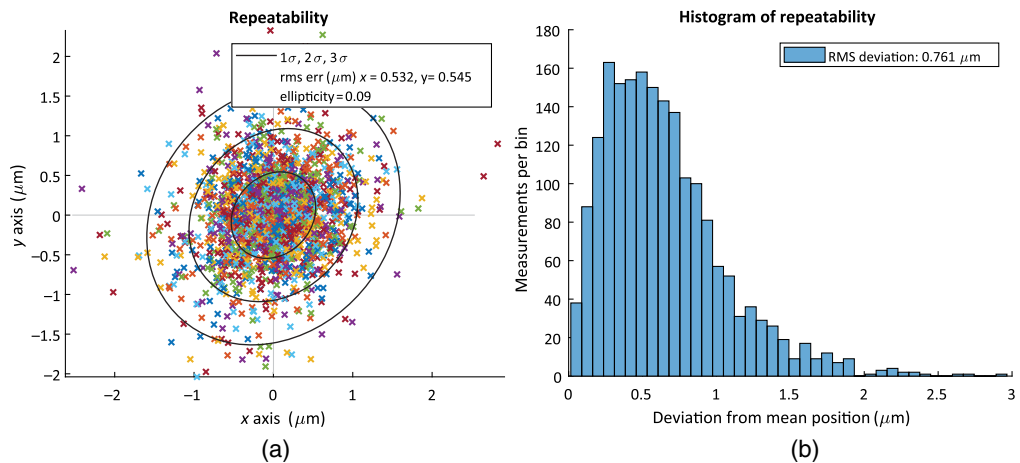 Repeatability
1σ, 2σ, 3σ
rms err (μm) x = 0.532, y= 0.545
ellipticity = 0.09
2
1.5
1
0.5
0
−0.5
−1
−1.5
−2
y axis (μm)
−2 −1 0 1 2
x axis (μm)
(a)
Histogram of repeatability
RMS deviation: 0.761 μm
180
160
140
120
100
80
60
40
20
0
Measurements per bin
0 0.5 1 1.5 2 2.5 3
Deviation from mean position (μm)
(b)